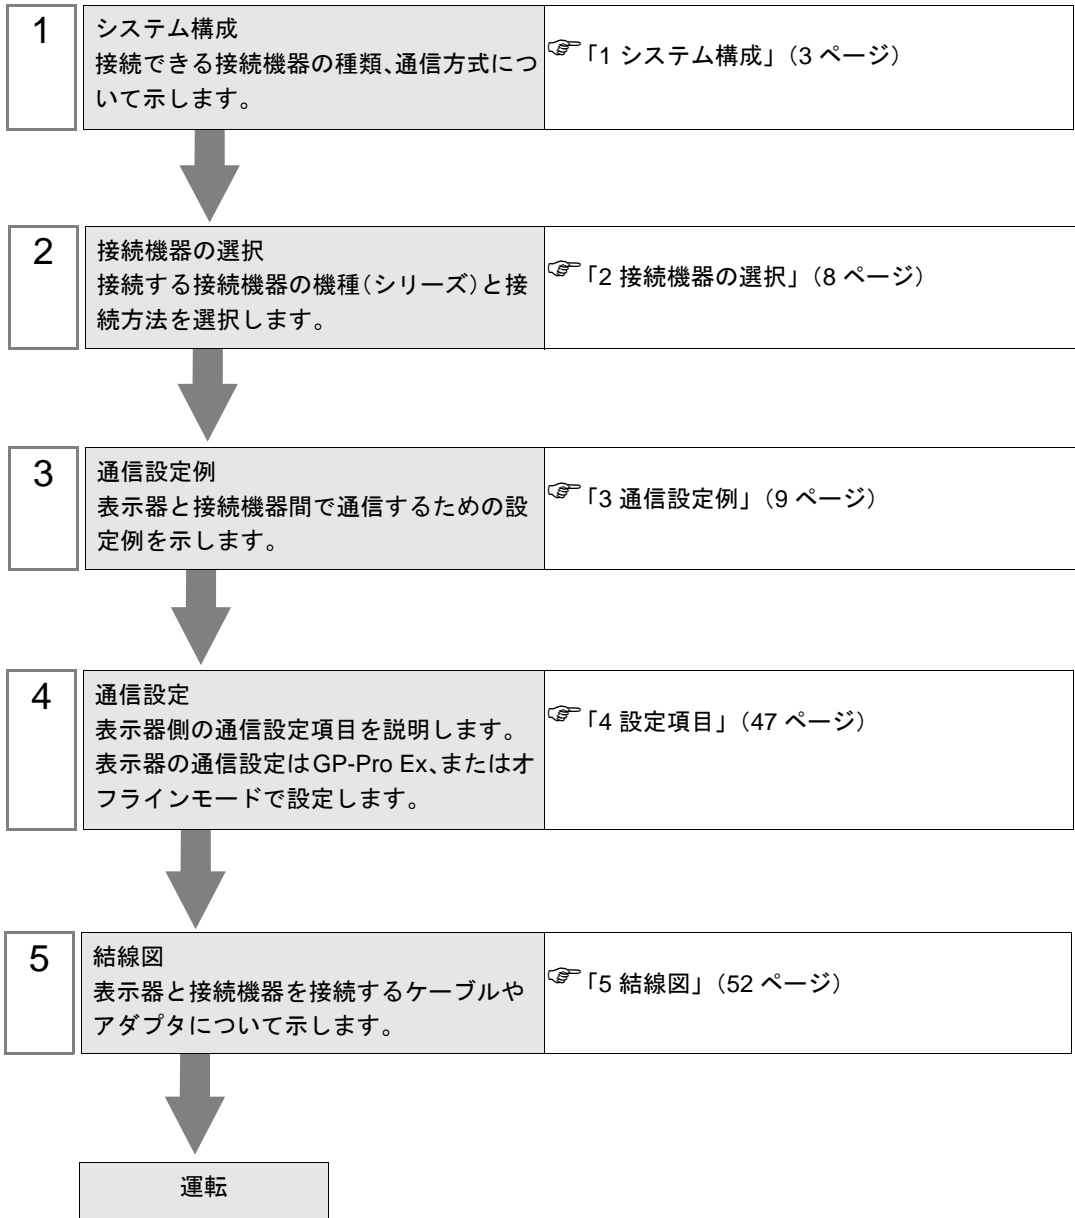 1
システム構成
接続できる接続機器の種類、通信方式につ
いて示します。
☞「1 システム構成」（3 ページ）
2
接続機器の選択
接続する接続機器の機種（シリーズ）と接
続方法を選択します。
☞「2 接続機器の選択」（8 ページ）
3
通信設定例
表示器と接続機器間で通信するための設
定例を示します。
☞「3 通信設定例」（9 ページ）
4
通信設定
表示器側の通信設定項目を説明します。
表示器の通信設定はGP-Pro Ex、またはオ
フラインモードで設定します。
☞「4 設定項目」（47 ページ）
5
結線図
表示器と接続機器を接続するケーブルや
アダプタについて示します。
☞「5 結線図」（52 ページ）
運転